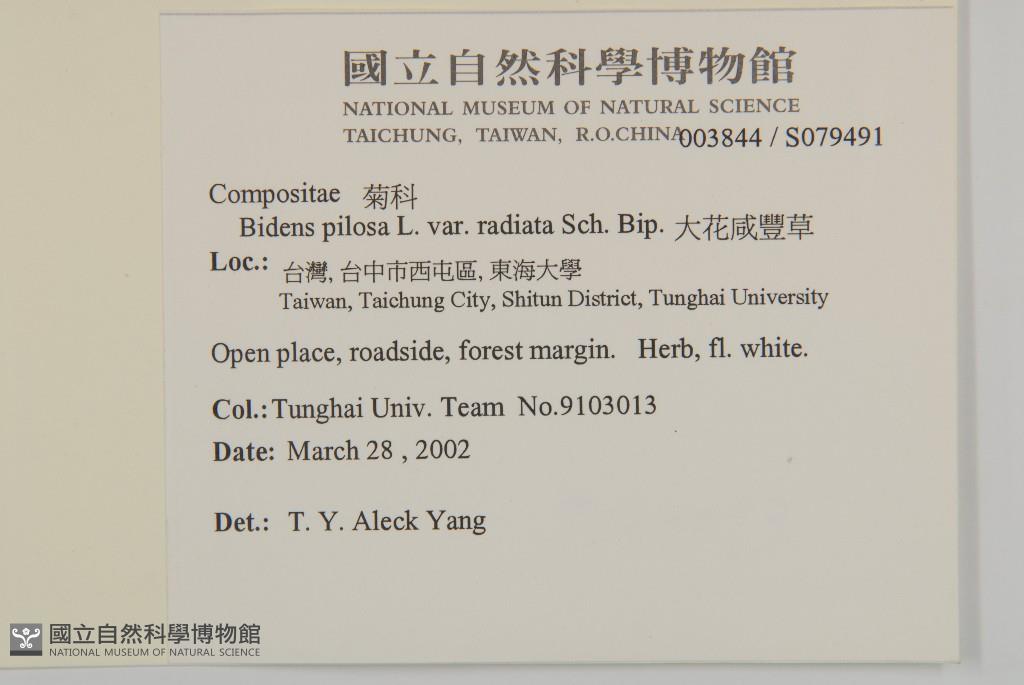 國立自然科學博物館
NATIONAL MUSEUM OF NATURAL SCIENCE
TAICHUNG, TAIWAN, R.O.CHINA 003844 / S079491
Compositae 菊科
Bidens pilosa L. var. radiata Sch. Bip. 大花咸豐草
Loc.: 台灣, 台中市西屯區, 東海大學
Taiwan, Taichung City, Shitun District, Tunghai University
Open place, roadside, forest margin. Herb, fl. white.
Col.: Tunghai Univ. Team No.9103013
Date: March 28 , 2002
Det.: T. Y. Aleck Yang
國立自然科學博物館
NATIONAL MUSEUM OF NATURAL SCIENCE